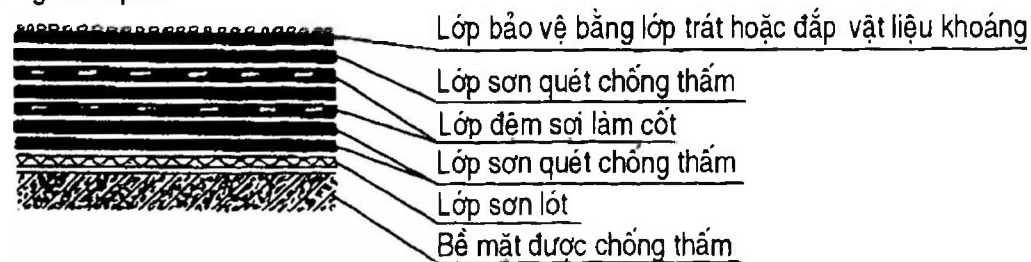 Lớp bảo vệ bằng lớp trát hoặc đắp vật liệu khoáng
Lớp sơn quét chống thấm
Lớp đệm sợi làm cốt
Lớp sơn quét chống thấm
Lớp sơn lót
Bề mặt được chống thấm